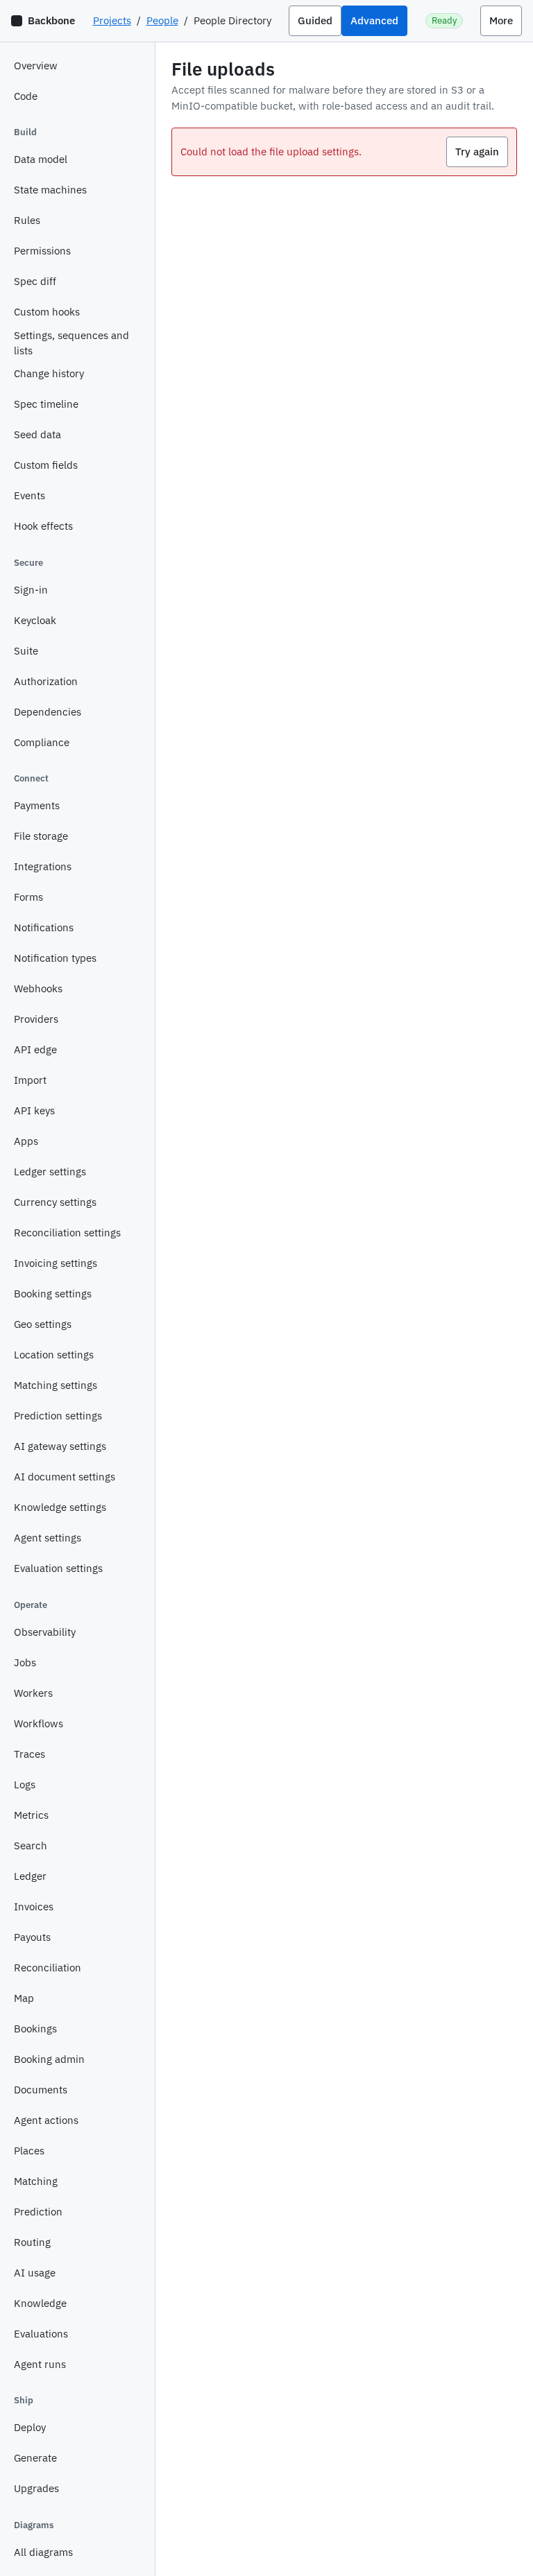 Backbone
Projects / People / People Directory
Guided
Advanced
Ready
More
Overview
Code
Build
Data model
State machines
Rules
Permissions
Spec diff
Custom hooks
Settings, sequences and
lists
Change history
Spec timeline
Seed data
Custom fields
Events
Hook effects
Secure
Sign-in
Keycloak
Suite
Authorization
Dependencies
Compliance
Connect
Payments
File storage
Integrations
Forms
Notifications
Notification types
Webhooks
Providers
API edge
Import
API keys
Apps
Ledger settings
Currency settings
Reconciliation settings
Invoicing settings
Booking settings
Geo settings
Location settings
Matching settings
Prediction settings
AI gateway settings
AI document settings
Knowledge settings
Agent settings
Evaluation settings
Operate
Observability
Jobs
Workers
Workflows
Traces
Logs
Metrics
Search
Ledger
Invoices
Payouts
Reconciliation
Map
Bookings
Booking admin
Documents
Agent actions
Places
Matching
Prediction
Routing
AI usage
Knowledge
Evaluations
Agent runs
Ship
Deploy
Generate
Upgrades
Diagrams
All diagrams
File uploads
Accept files scanned for malware before they are stored in S3 or a
MinIO-compatible bucket, with role-based access and an audit trail.
Could not load the file upload settings.
Try again